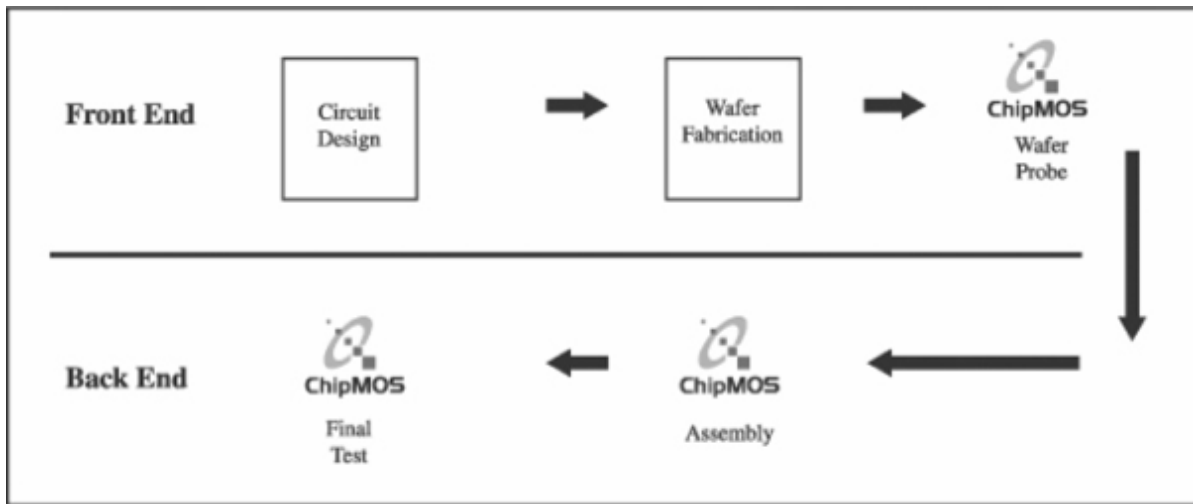 Front End
Circuit
Design
Wafer
Fabrication
ChipMOS
Wafer
Probe
Back End
ChipMOS
Final
Test
ChipMOS
Assembly